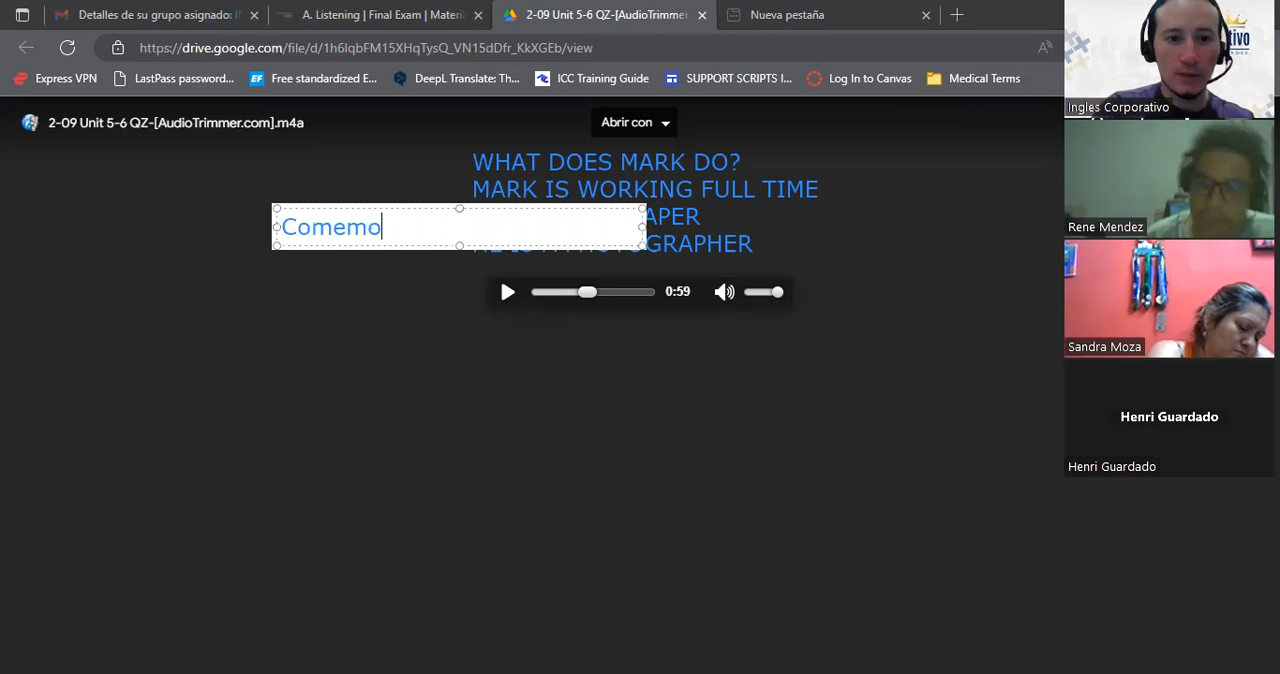 Detalles de su grupo asignado: (I
A. Listening | Final Exam | Materi
2-09 Unit 5-6 QZ-[AudioTrimmer
Nueva pestaña
https://drive.google.com/file/d/1h6lqbFM15XHqTysQ_VN15dDfr_KkXGEb/view
Express VPN
LastPass password...
EF Free standardized E...
DeepL Translate: Th...
ICC Training Guide
SUPPORT SCRIPTS I...
Log In to Canvas
Medical Terms
2-09 Unit 5-6 QZ-[AudioTrimmer.com].m4a
Abrir con
WHAT DOES MARK DO?
MARK IS WORKING FULL TIME
APER
GRAPHER
Comemo
0:59
Ingles Corporativo
Rene Mendez
Sandra Moza
Henri Guardado
Henri Guardado